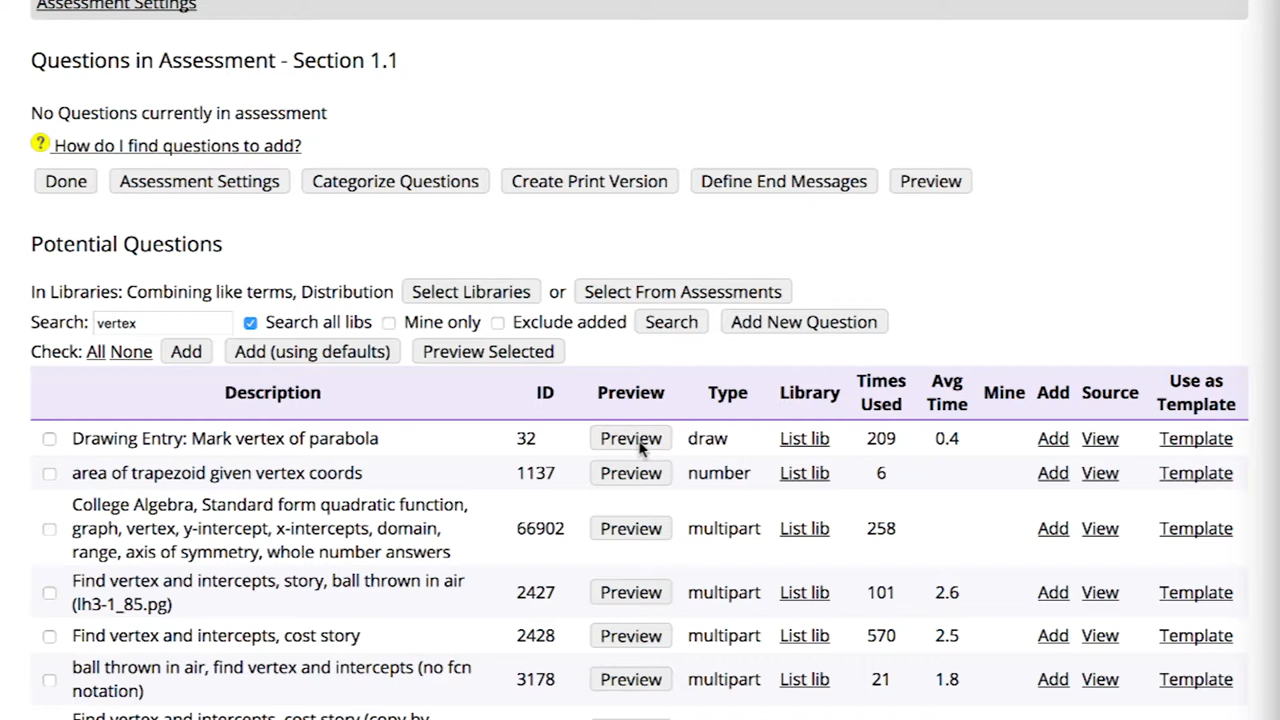 Assessment Settings
Questions in Assessment - Section 1.1
No Questions currently in assessment
? How do I find questions to add?
Done Assessment Settings Categorize Questions Create Print Version Define End Messages Preview
Potential Questions
In Libraries: Combining like terms, Distribution Select Libraries or Select From Assessments
Search: vertex Search all libs Mine only Exclude added Search Add New Question
Check: All None Add Add (using defaults) Preview Selected
Description ID Preview Type Library Times Used Avg Time Mine Add Source Use as Template
Drawing Entry: Mark vertex of parabola 32 Preview draw List lib 209 0.4 Add View Template
area of trapezoid given vertex coords 1137 Preview number List lib 6 Add View Template
College Algebra, Standard form quadratic function,
graph, vertex, y-intercept, x-intercepts, domain, 66902 Preview multipart List lib 258 Add View Template
range, axis of symmetry, whole number answers
Find vertex and intercepts, story, ball thrown in air
(lh3-1_85.pg) 2427 Preview multipart List lib 101 2.6 Add View Template
Find vertex and intercepts, cost story 2428 Preview multipart List lib 570 2.5 Add View Template
ball thrown in air, find vertex and intercepts (no fcn
notation) 3178 Preview multipart List lib 21 1.8 Add View Template
Find vertex and intercepts, cost story (copy by